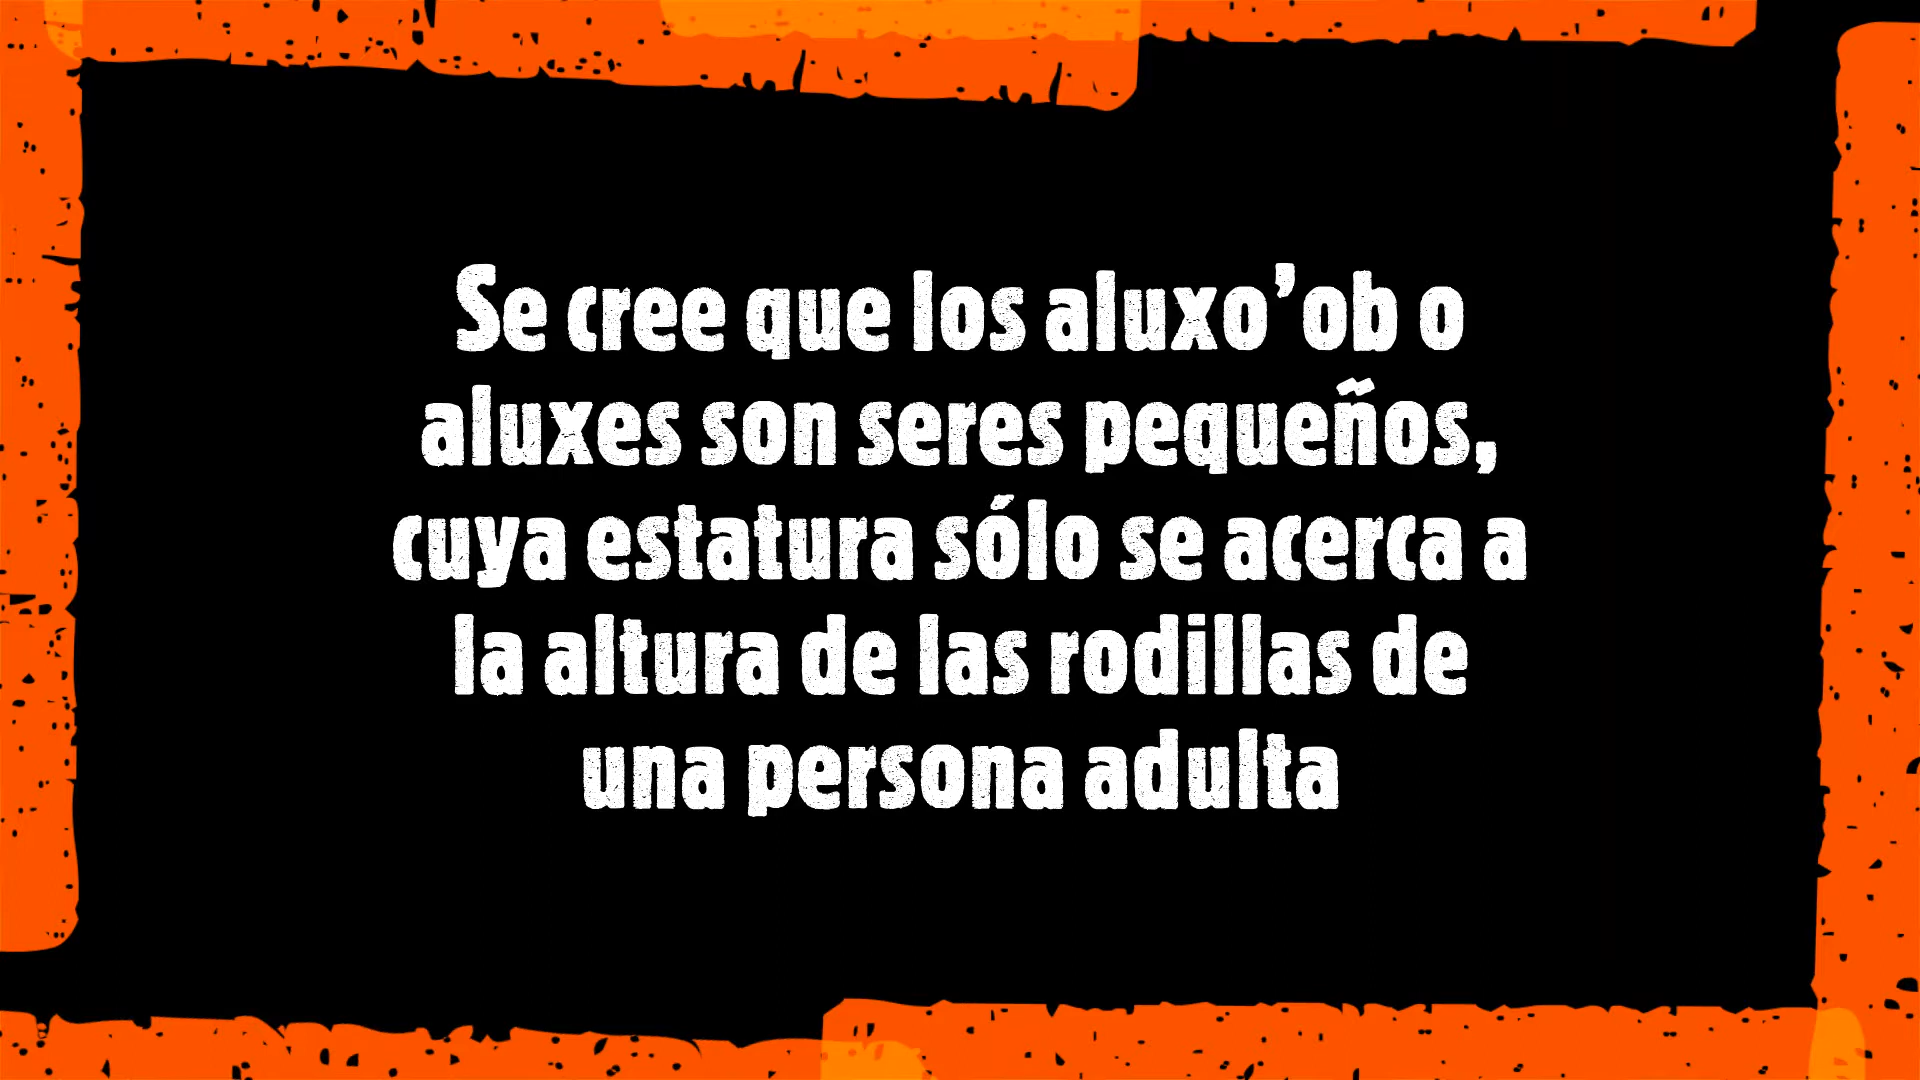 Se cree que los aluxo’ob o
aluxes son seres pequeños,
cuya estatura sólo se acerca a
la altura de las rodillas de
una persona adulta